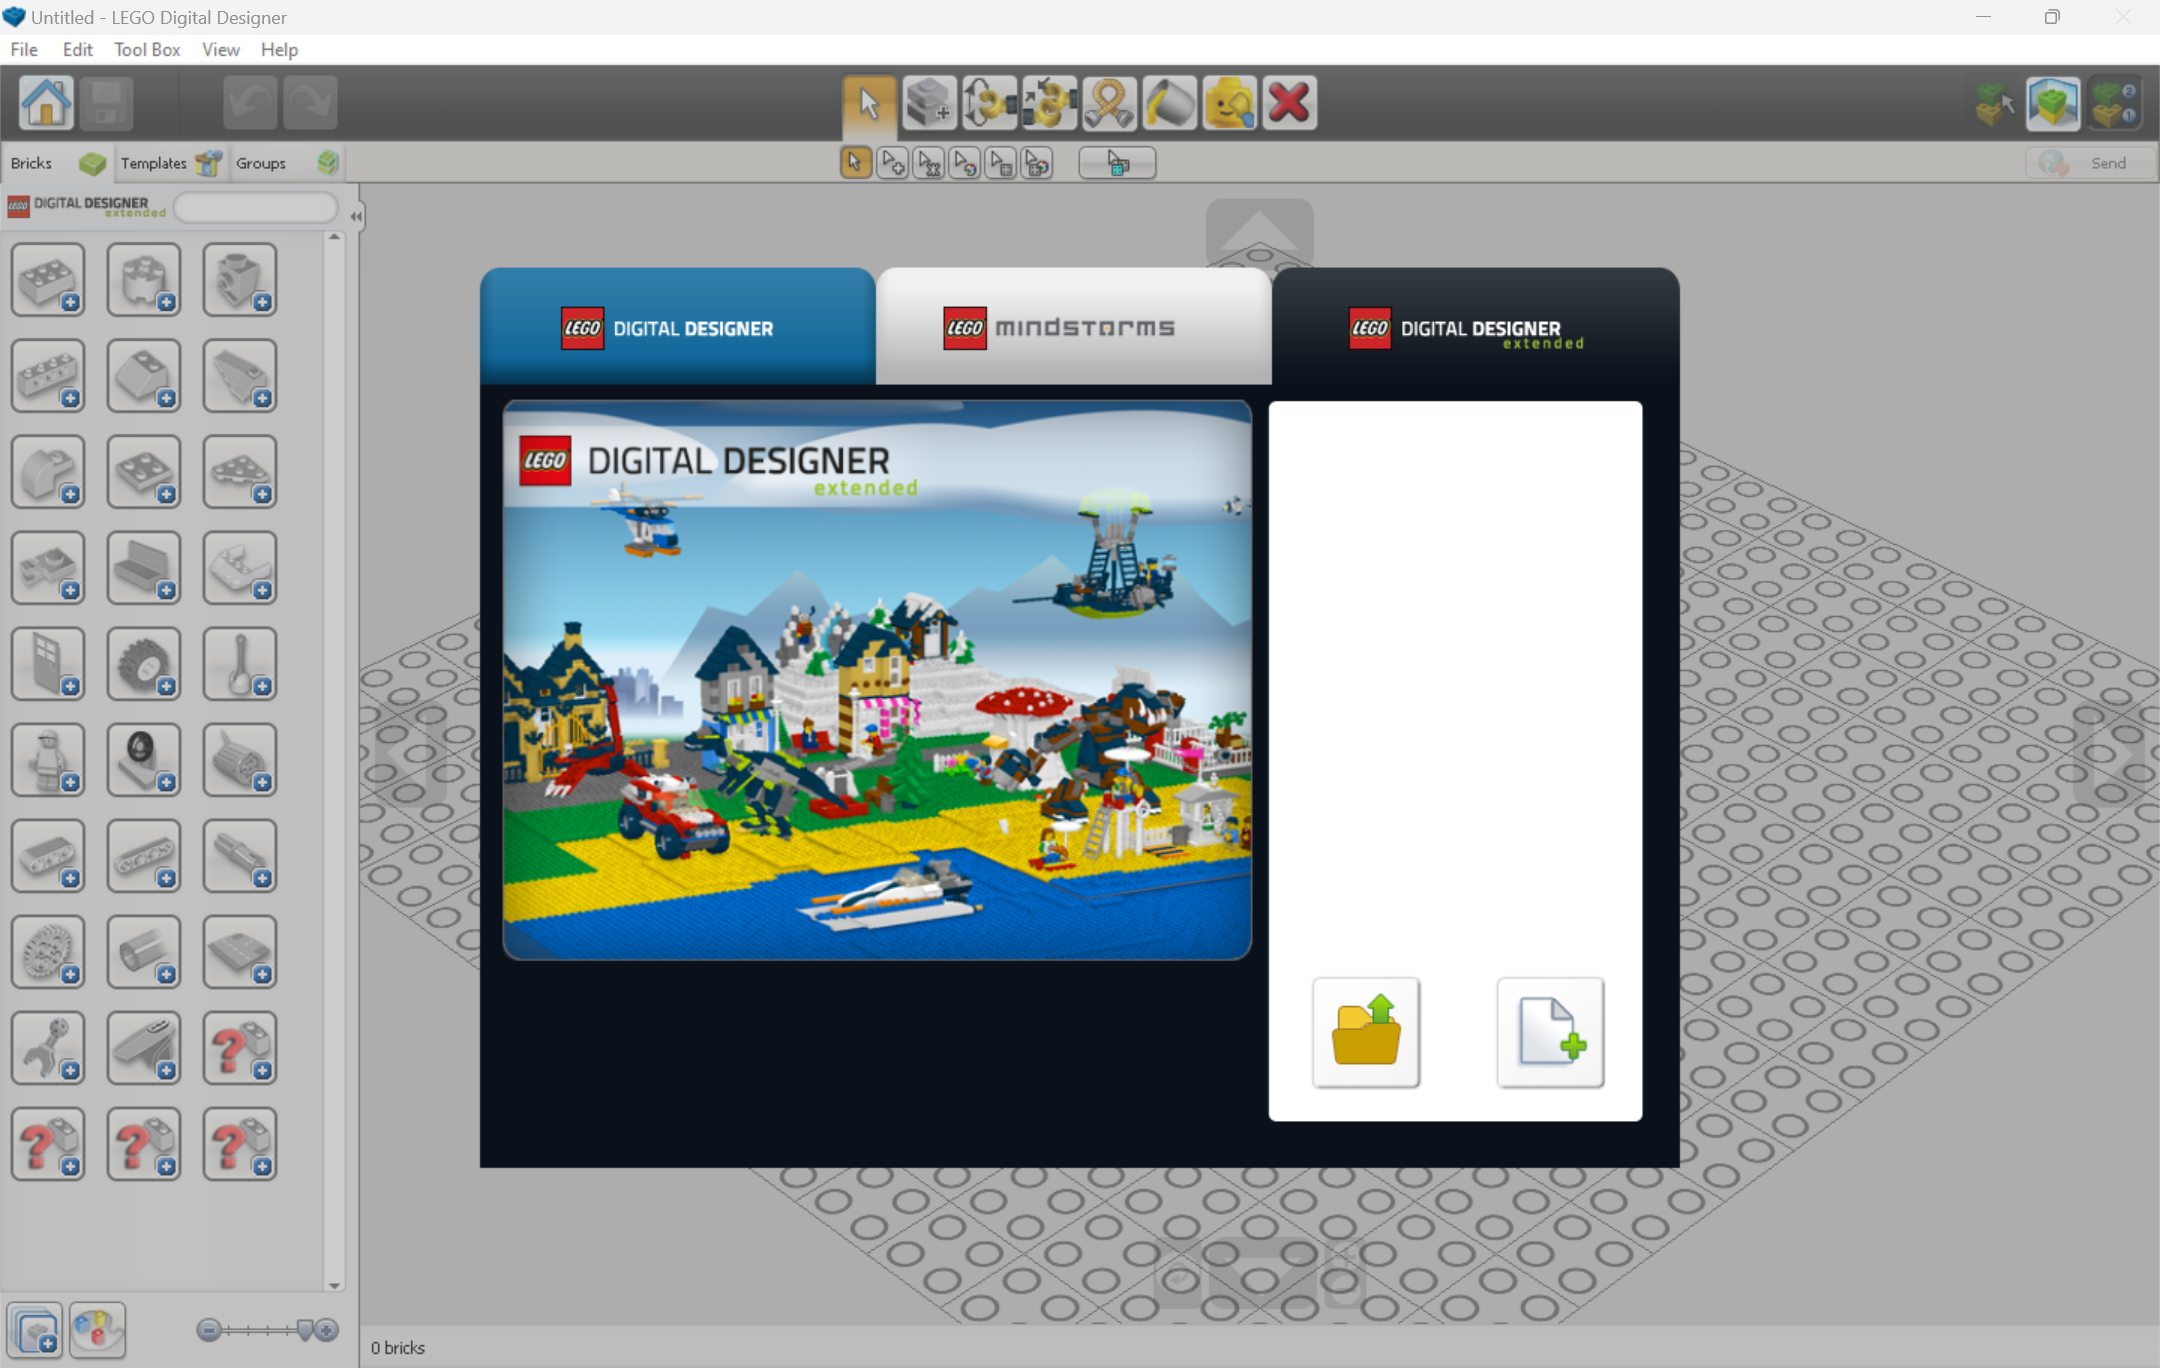 Untitled - LEGO Digital Designer
File Edit Tool Box View Help
Bricks Templates Groups
Send
LEGO DIGITAL DESIGNER
extended
LEGO DIGITAL DESIGNER
LEGO mindstorms
LEGO DIGITAL DESIGNER
extended
LEGO DIGITAL DESIGNER
extended
0 bricks